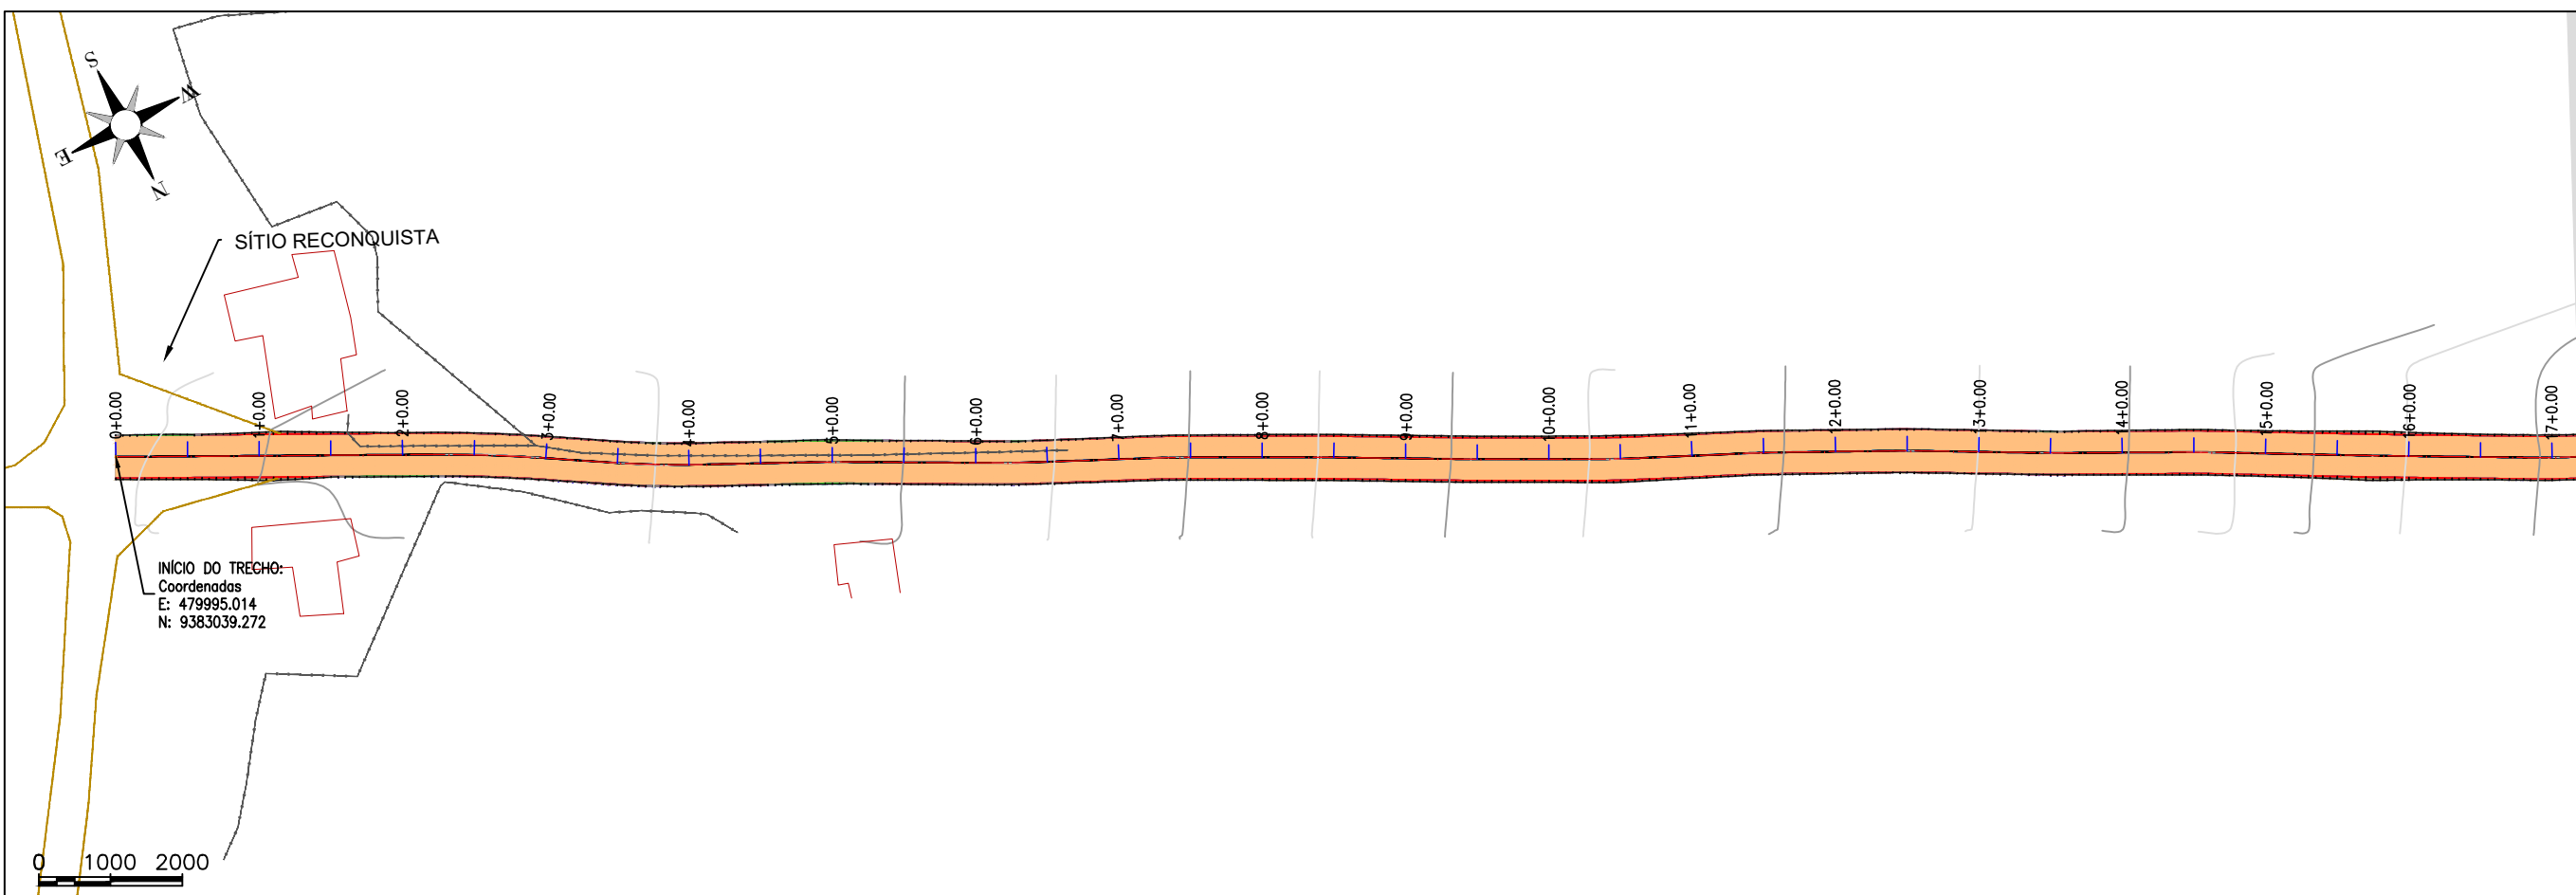 S
W
E
N
SÍTIO RECONQUISTA
0+0.00
1+0.00
2+0.00
3+0.00
4+0.00
5+0.00
6+0.00
7+0.00
8+0.00
9+0.00
10+0.00
11+0.00
12+0.00
13+0.00
14+0.00
15+0.00
16+0.00
17+0.00
INÍCIO DO TRECHO:
Coordenadas
E: 479995.014
N: 9383039.272
0 1000 2000